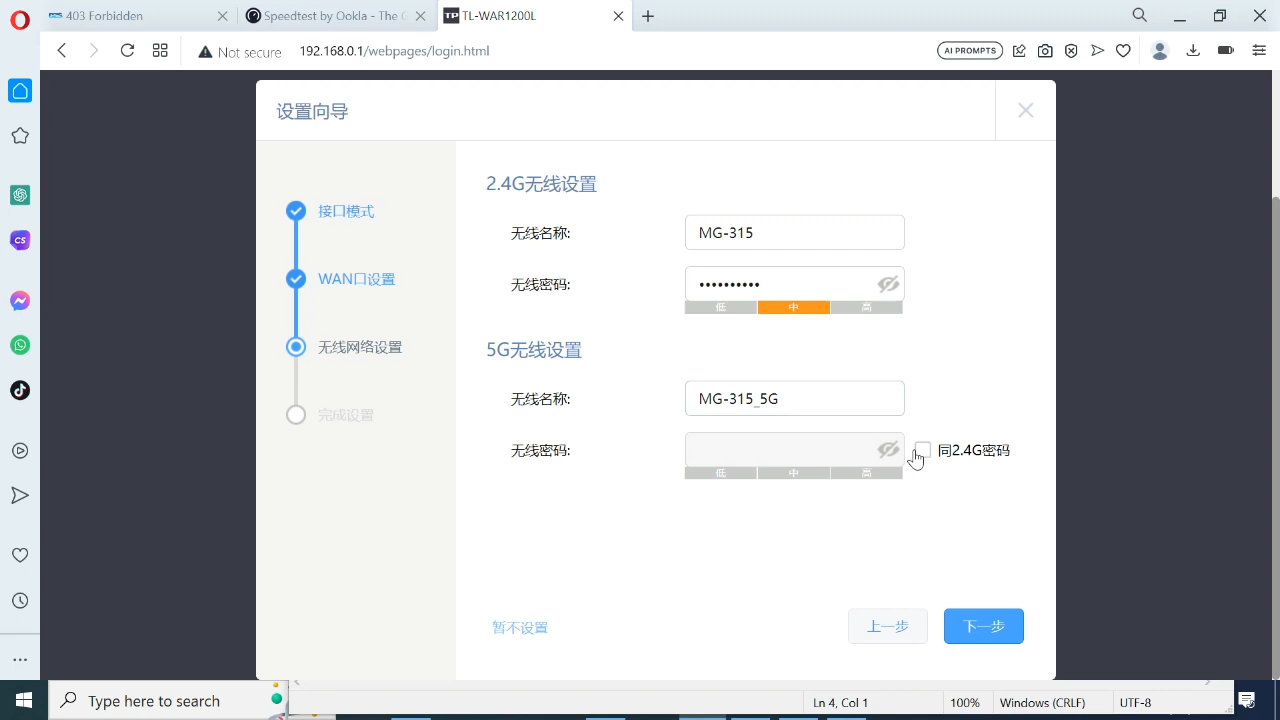 403 Forbidden
Speedtest by Ookla - The
TL-WAR1200L
Not secure
192.168.0.1/webpages/login.html
AI PROMPTS
设置向导
接口模式
WAN口设置
无线网络设置
完成设置
2.4G无线设置
无线名称:
MG-315
无线密码:
••••••••••
低 中 高
5G无线设置
无线名称:
MG-315_5G
无线密码:
同2.4G密码
低 中 高
暂不设置
上一步
下一步
Type here to search
Ln 4, Col 1
100%
Windows (CRLF)
UTF-8